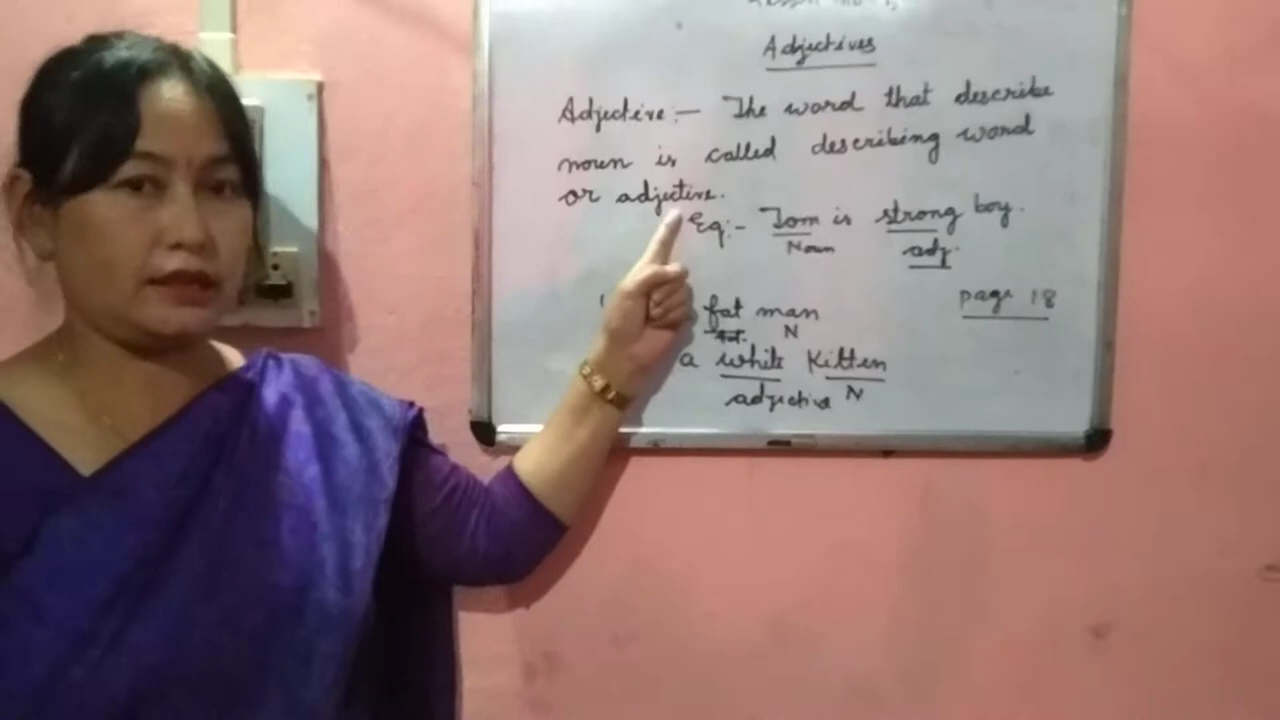 Adjectives
Adjective:- The word that describe
noun is called describing word
or adjective.
Eg:- Tom is strong boy.
Noun adj.
page 18
fat man
N
a white Kitten
adjective N